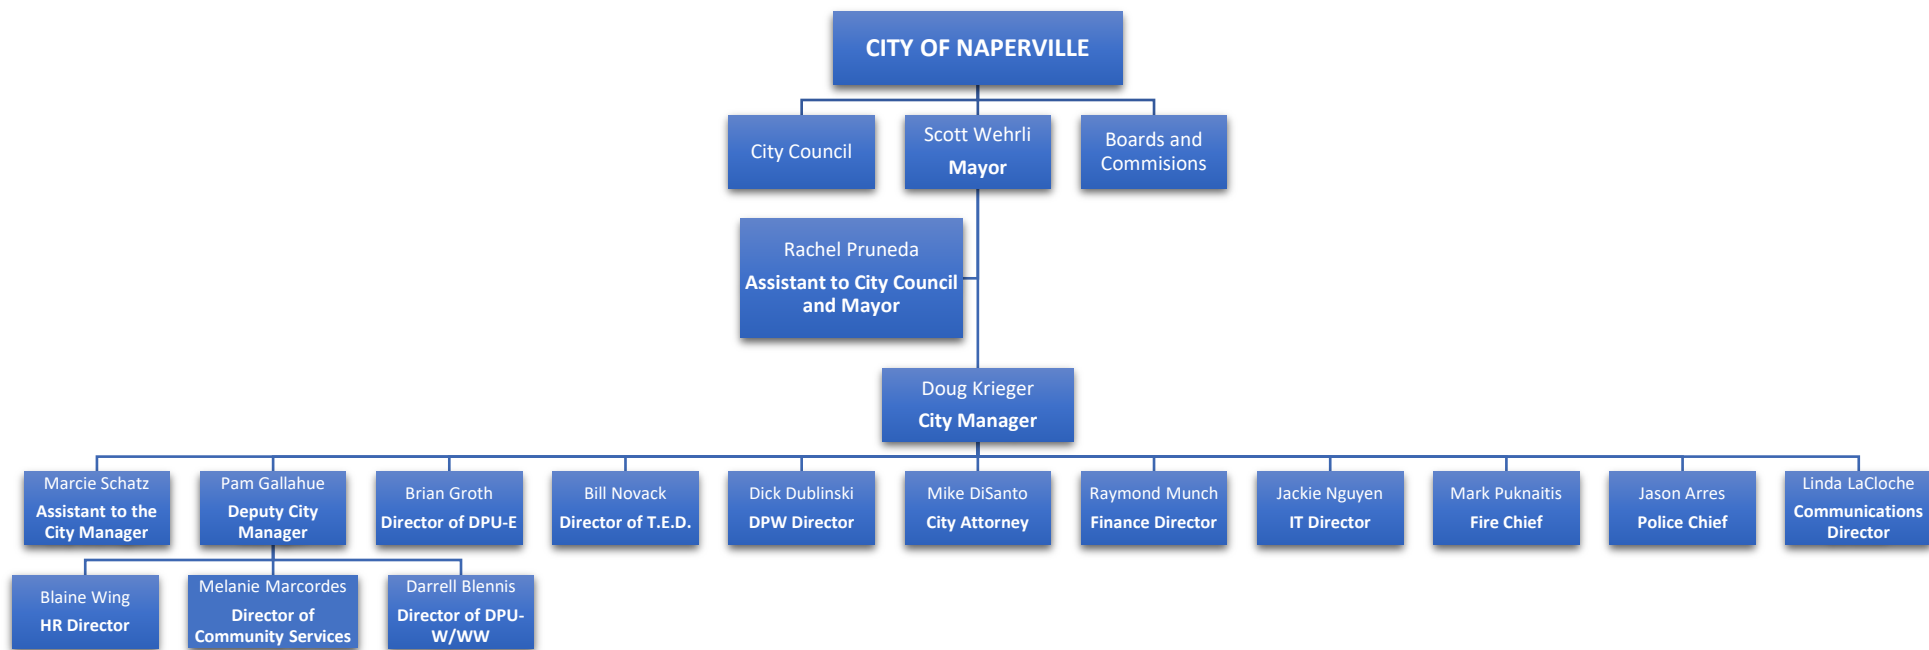 CITY OF NAPERVILLE
City Council
Scott Wehrli
Mayor
Boards and
Commisions
Rachel Pruneda
Assistant to City Council
and Mayor
Doug Krieger
City Manager
Marcie Schatz
Assistant to the
City Manager
Pam Gallahue
Deputy City
Manager
Brian Groth
Director of DPU-E
Bill Novack
Director of T.E.D.
Dick Dublinski
DPW Director
Mike DiSanto
City Attorney
Raymond Munch
Finance Director
Jackie Nguyen
IT Director
Mark Puknaitis
Fire Chief
Jason Arres
Police Chief
Linda LaCloche
Communications
Director
Blaine Wing
HR Director
Melanie Marcordes
Director of
Community Services
Darrell Blennis
Director of DPU-
W/WW